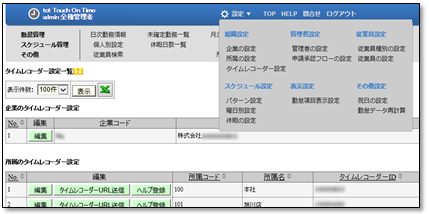 tot Touch On Time
admin:全権管理者
設定 TOP HELP 問合せ ログアウト
勤怠管理 日次勤務情報 未確定勤務一覧 月次
スケジュール管理 個人別設定 休暇日数一覧
その他 従業員検索
組織設定 管理者設定 従業員設定
企業の設定 管理者の設定 従業員種別の設定
所属の設定 申請承認フローの設定 従業員の設定
タイムレコーダー設定
スケジュール設定 表示設定 その他設定
パターン設定 勤怠項目表示設定 祝日の設定
曜日別設定 勤怠データ再計算
休暇の設定
タイムレコーダー設定一覧
表示件数: 100件 表示
企業のタイムレコーダー設定
No. 編集 企業コード
1 編集 株式会社
所属のタイムレコーダー設定
No. 編集 所属コード 所属名 タイムレコーダーID
1 編集 タイムレコーダーURL送信 ヘルプ登録 100 本社
2 編集 タイムレコーダーURL送信 ヘルプ登録 101 旭川店